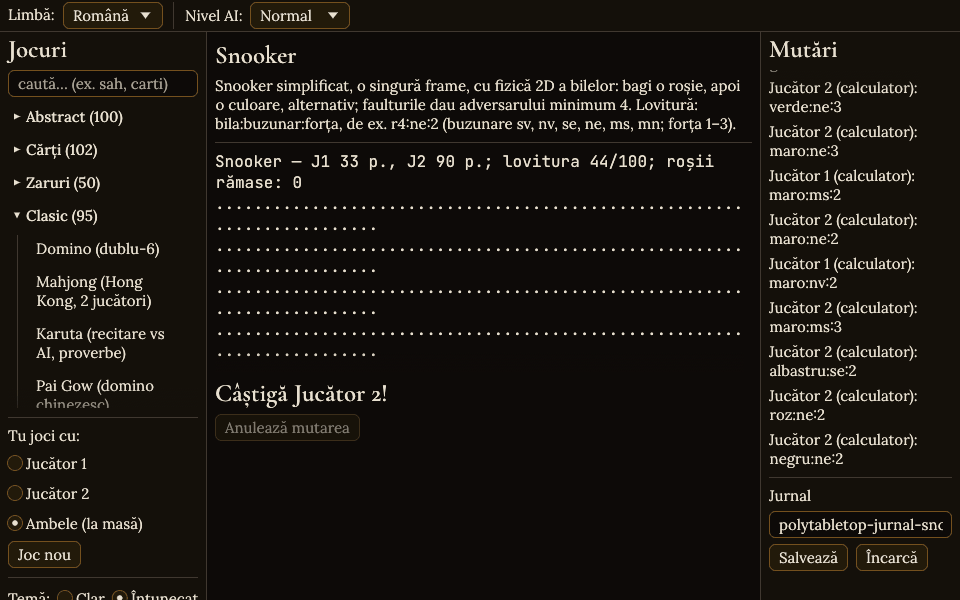 Limbă: Română ▼ Nivel AI: Normal ▼
Jocuri
caută... (ex. sah, carti)
▸ Abstract (100)
▸ Cărți (102)
▸ Zaruri (50)
▾ Clasic (95)
Domino (dublu-6)
Mahjong (Hong
Kong, 2 jucători)
Karuta (recitare vs
AI, proverbe)
Pai Gow (domino
chinezesc)
Tu joci cu:
Jucător 1
Jucător 2
Ambele (la masă)
Joc nou
Temă: Clar Întunecat
Snooker
Snooker simplificat, o singură frame, cu fizică 2D a bilelor: bagi o roșie, apoi
o culoare, alternativ; faulturile dau adversarului minimum 4. Lovitură:
bila:buzunar:forța, de ex. r4:ne:2 (buzunare sv, nv, se, ne, ms, mn; forța 1–3).
Snooker — J1 33 p., J2 90 p.; lovitura 44/100; roșii
rămase: 0
......................................................
.................
......................................................
.................
......................................................
.................
......................................................
.................
Câștigă Jucător 2!
Anulează mutarea
Mutări
Jucător 2 (calculator):
verde:ne:3
Jucător 2 (calculator):
maro:ne:3
Jucător 1 (calculator):
maro:ms:2
Jucător 2 (calculator):
maro:ne:2
Jucător 1 (calculator):
maro:nv:2
Jucător 2 (calculator):
maro:ms:3
Jucător 2 (calculator):
albastru:se:2
Jucător 2 (calculator):
roz:ne:2
Jucător 2 (calculator):
negru:ne:2
Jurnal
polytabletop-jurnal-sno
Salvează Încarcă